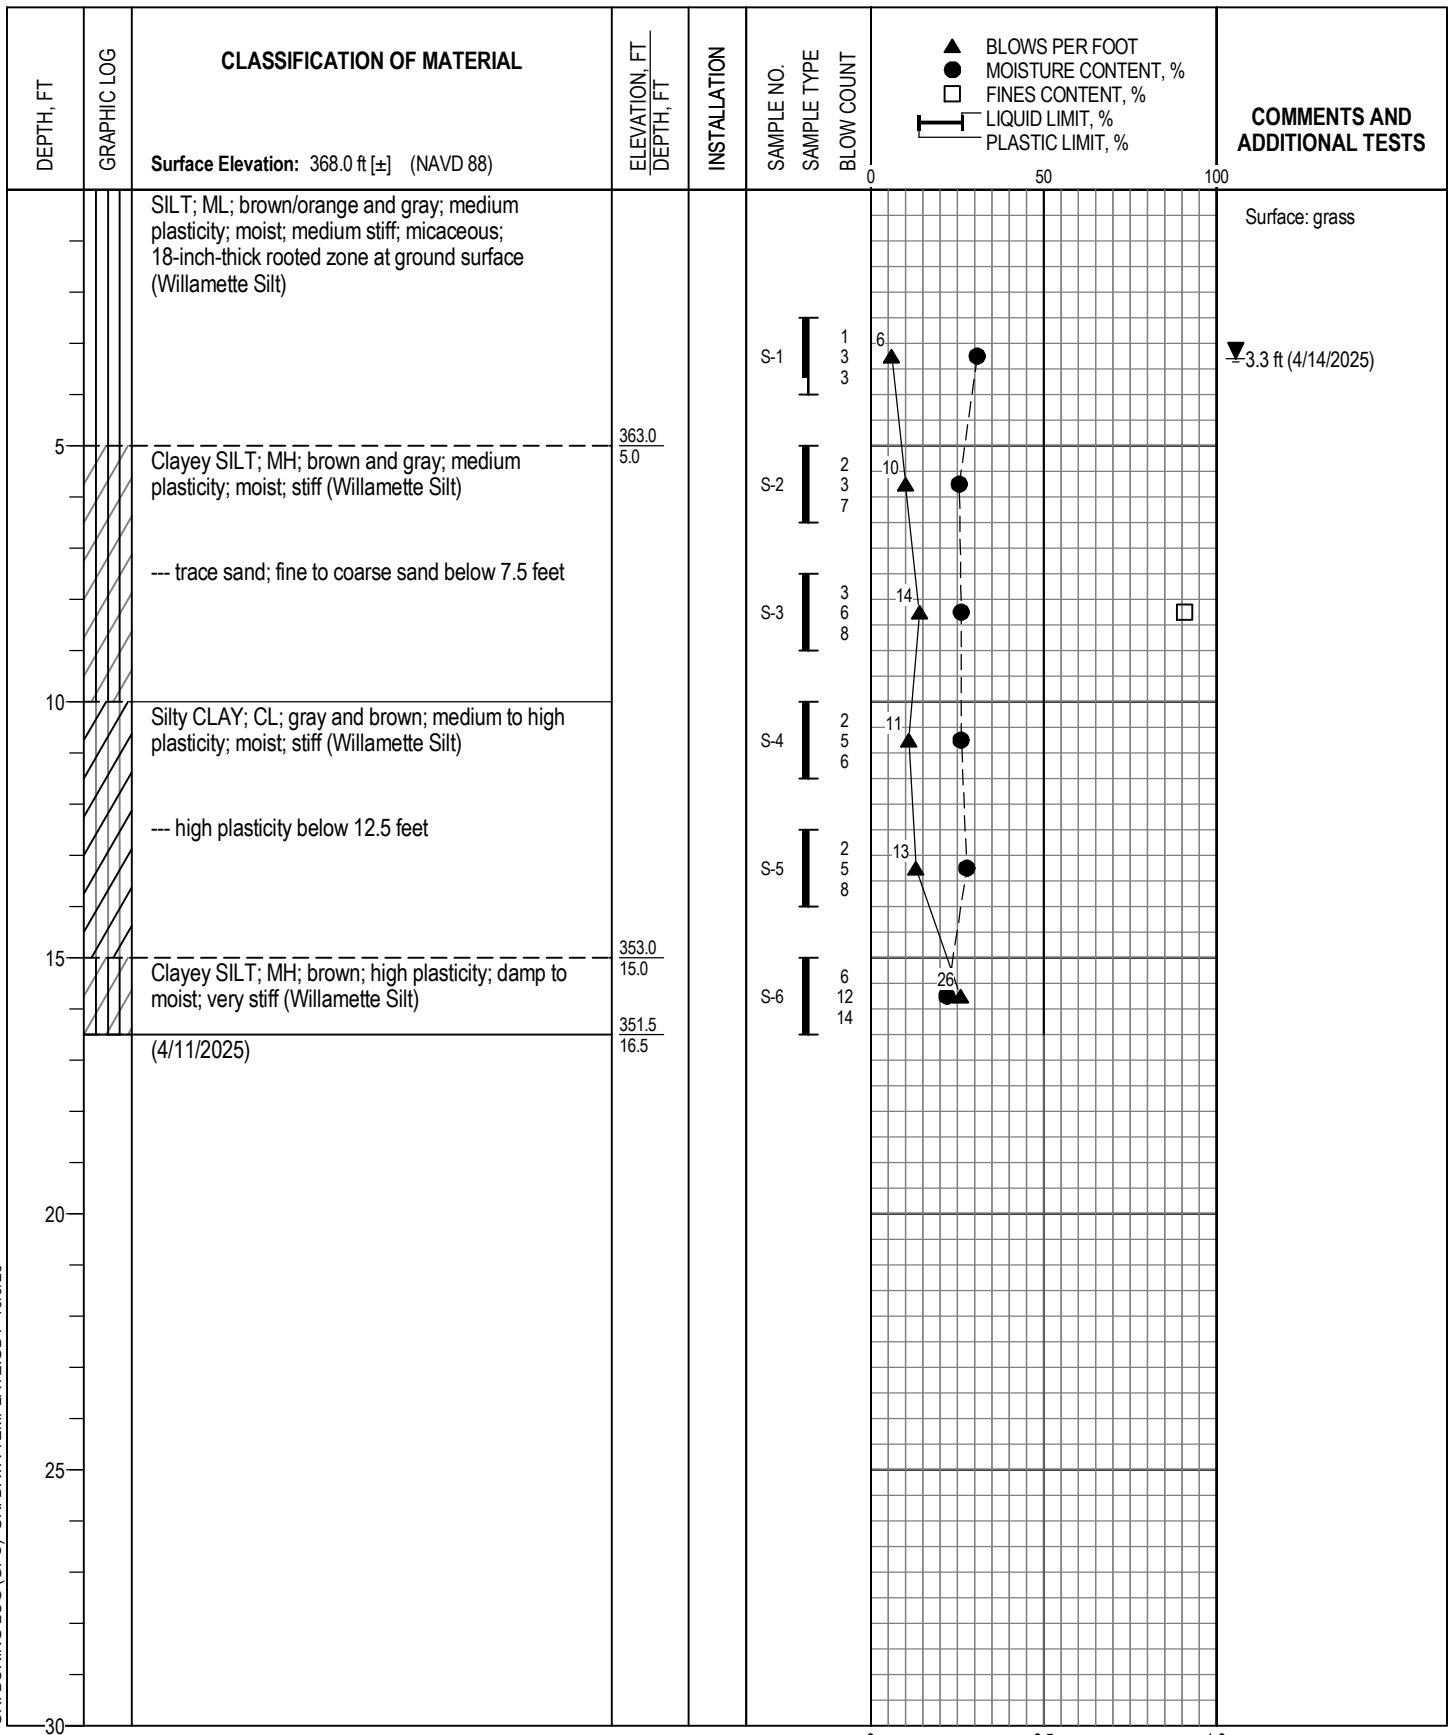 DEPTH, FT
GRAPHIC LOG
CLASSIFICATION OF MATERIAL
Surface Elevation: 368.0 ft [±] (NAVD 88)
ELEVATION, FT
DEPTH, FT
INSTALLATION
SAMPLE NO.
SAMPLE TYPE
BLOW COUNT
BLOWS PER FOOT
MOISTURE CONTENT, %
FINES CONTENT, %
LIQUID LIMIT, %
PLASTIC LIMIT, %
0 50 100
COMMENTS AND
ADDITIONAL TESTS
SILT; ML; brown/orange and gray; medium
plasticity; moist; medium stiff; micaceous;
18-inch-thick rooted zone at ground surface
(Willamette Silt)
Surface: grass
S-1
1
3
3
6
3.3 ft (4/14/2025)
5
363.0
5.0
Clayey SILT; MH; brown and gray; medium
plasticity; moist; stiff (Willamette Silt)
S-2
2
3
7
10
--- trace sand; fine to coarse sand below 7.5 feet
S-3
3
6
8
14
10
Silty CLAY; CL; gray and brown; medium to high
plasticity; moist; stiff (Willamette Silt)
S-4
2
5
6
11
--- high plasticity below 12.5 feet
S-5
2
5
8
13
15
353.0
15.0
Clayey SILT; MH; brown; high plasticity; damp to
moist; very stiff (Willamette Silt)
S-6
6
12
14
26
351.5
16.5
(4/11/2025)
20
25
30